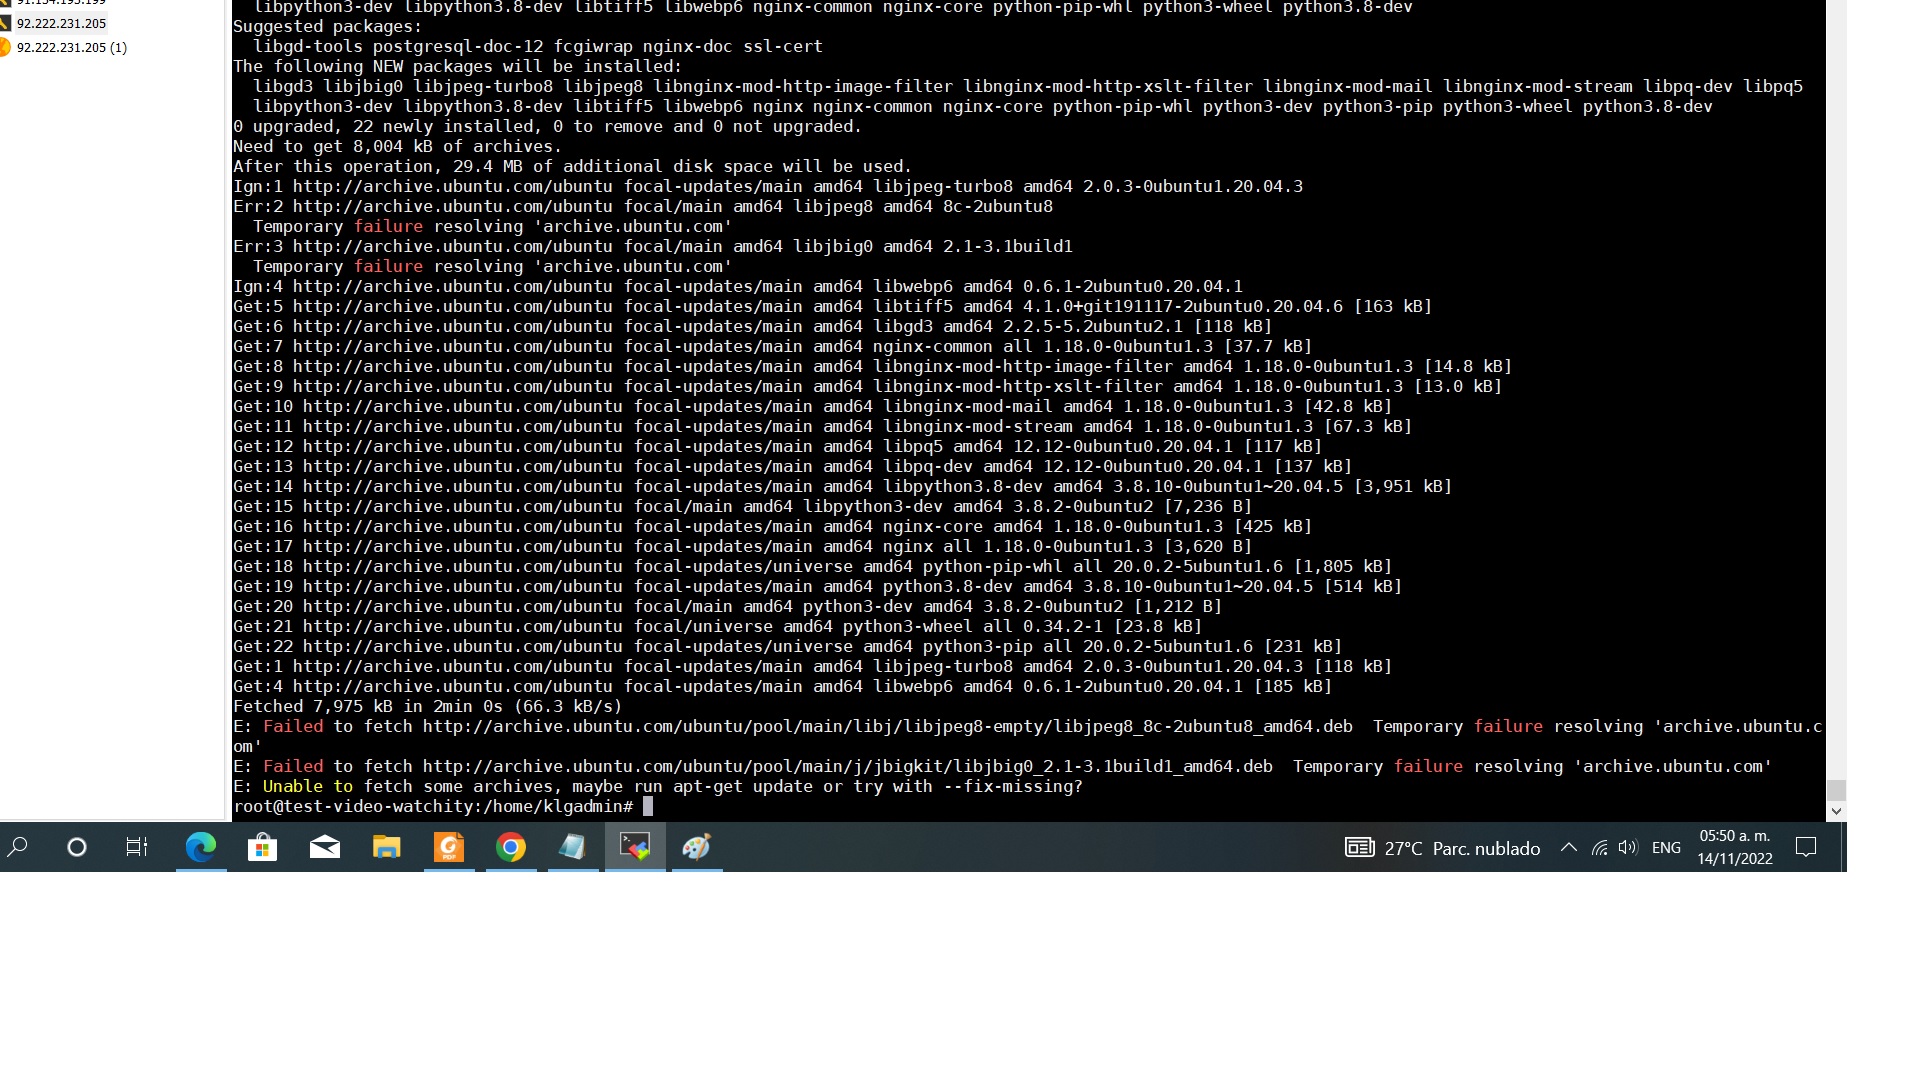 91.134.195.199
92.222.231.205
92.222.231.205 (1)
libpython3-dev libpython3.8-dev libtiff5 libwebp6 nginx-common nginx-core python-pip-whl python3-wheel python3.8-dev
Suggested packages:
libgd-tools postgresql-doc-12 fcgiwrap nginx-doc ssl-cert
The following NEW packages will be installed:
libgd3 libjbig0 libjpeg-turbo8 libjpeg8 libnginx-mod-http-image-filter libnginx-mod-http-xslt-filter libnginx-mod-mail libnginx-mod-stream libpq-dev libpq5
libpython3-dev libpython3.8-dev libtiff5 libwebp6 nginx nginx-common nginx-core python-pip-whl python3-dev python3-pip python3-wheel python3.8-dev
0 upgraded, 22 newly installed, 0 to remove and 0 not upgraded.
Need to get 8,004 kB of archives.
After this operation, 29.4 MB of additional disk space will be used.
Ign:1 http://archive.ubuntu.com/ubuntu focal-updates/main amd64 libjpeg-turbo8 amd64 2.0.3-0ubuntu1.20.04.3
Err:2 http://archive.ubuntu.com/ubuntu focal/main amd64 libjpeg8 amd64 8c-2ubuntu8
Temporary failure resolving 'archive.ubuntu.com'
Err:3 http://archive.ubuntu.com/ubuntu focal/main amd64 libjbig0 amd64 2.1-3.1build1
Temporary failure resolving 'archive.ubuntu.com'
Ign:4 http://archive.ubuntu.com/ubuntu focal-updates/main amd64 libwebp6 amd64 0.6.1-2ubuntu0.20.04.1
Get:5 http://archive.ubuntu.com/ubuntu focal-updates/main amd64 libtiff5 amd64 4.1.0+git191117-2ubuntu0.20.04.6 [163 kB]
Get:6 http://archive.ubuntu.com/ubuntu focal-updates/main amd64 libgd3 amd64 2.2.5-5.2ubuntu2.1 [118 kB]
Get:7 http://archive.ubuntu.com/ubuntu focal-updates/main amd64 nginx-common all 1.18.0-0ubuntu1.3 [37.7 kB]
Get:8 http://archive.ubuntu.com/ubuntu focal-updates/main amd64 libnginx-mod-http-image-filter amd64 1.18.0-0ubuntu1.3 [14.8 kB]
Get:9 http://archive.ubuntu.com/ubuntu focal-updates/main amd64 libnginx-mod-http-xslt-filter amd64 1.18.0-0ubuntu1.3 [13.0 kB]
Get:10 http://archive.ubuntu.com/ubuntu focal-updates/main amd64 libnginx-mod-mail amd64 1.18.0-0ubuntu1.3 [42.8 kB]
Get:11 http://archive.ubuntu.com/ubuntu focal-updates/main amd64 libnginx-mod-stream amd64 1.18.0-0ubuntu1.3 [67.3 kB]
Get:12 http://archive.ubuntu.com/ubuntu focal-updates/main amd64 libpq5 amd64 12.12-0ubuntu0.20.04.1 [117 kB]
Get:13 http://archive.ubuntu.com/ubuntu focal-updates/main amd64 libpq-dev amd64 12.12-0ubuntu0.20.04.1 [137 kB]
Get:14 http://archive.ubuntu.com/ubuntu focal-updates/main amd64 libpython3.8-dev amd64 3.8.10-0ubuntu1~20.04.5 [3,951 kB]
Get:15 http://archive.ubuntu.com/ubuntu focal/main amd64 libpython3-dev amd64 3.8.2-0ubuntu2 [7,236 B]
Get:16 http://archive.ubuntu.com/ubuntu focal-updates/main amd64 nginx-core amd64 1.18.0-0ubuntu1.3 [425 kB]
Get:17 http://archive.ubuntu.com/ubuntu focal-updates/main amd64 nginx all 1.18.0-0ubuntu1.3 [3,620 B]
Get:18 http://archive.ubuntu.com/ubuntu focal-updates/universe amd64 python-pip-whl all 20.0.2-5ubuntu1.6 [1,805 kB]
Get:19 http://archive.ubuntu.com/ubuntu focal-updates/main amd64 python3.8-dev amd64 3.8.10-0ubuntu1~20.04.5 [514 kB]
Get:20 http://archive.ubuntu.com/ubuntu focal/main amd64 python3-dev amd64 3.8.2-0ubuntu2 [1,212 B]
Get:21 http://archive.ubuntu.com/ubuntu focal/universe amd64 python3-wheel all 0.34.2-1 [23.8 kB]
Get:22 http://archive.ubuntu.com/ubuntu focal-updates/universe amd64 python3-pip all 20.0.2-5ubuntu1.6 [231 kB]
Get:1 http://archive.ubuntu.com/ubuntu focal-updates/main amd64 libjpeg-turbo8 amd64 2.0.3-0ubuntu1.20.04.3 [118 kB]
Get:4 http://archive.ubuntu.com/ubuntu focal-updates/main amd64 libwebp6 amd64 0.6.1-2ubuntu0.20.04.1 [185 kB]
Fetched 7,975 kB in 2min 0s (66.3 kB/s)
E: Failed to fetch http://archive.ubuntu.com/ubuntu/pool/main/libj/libjpeg8-empty/libjpeg8_8c-2ubuntu8_amd64.deb  Temporary failure resolving 'archive.ubuntu.c
om'
E: Failed to fetch http://archive.ubuntu.com/ubuntu/pool/main/j/jbigkit/libjbig0_2.1-3.1build1_amd64.deb  Temporary failure resolving 'archive.ubuntu.com'
E: Unable to fetch some archives, maybe run apt-get update or try with --fix-missing?
root@test-video-watchity:/home/klgadmin#
PDF
27°C Parc. nublado
ENG
05:50 a. m.
14/11/2022